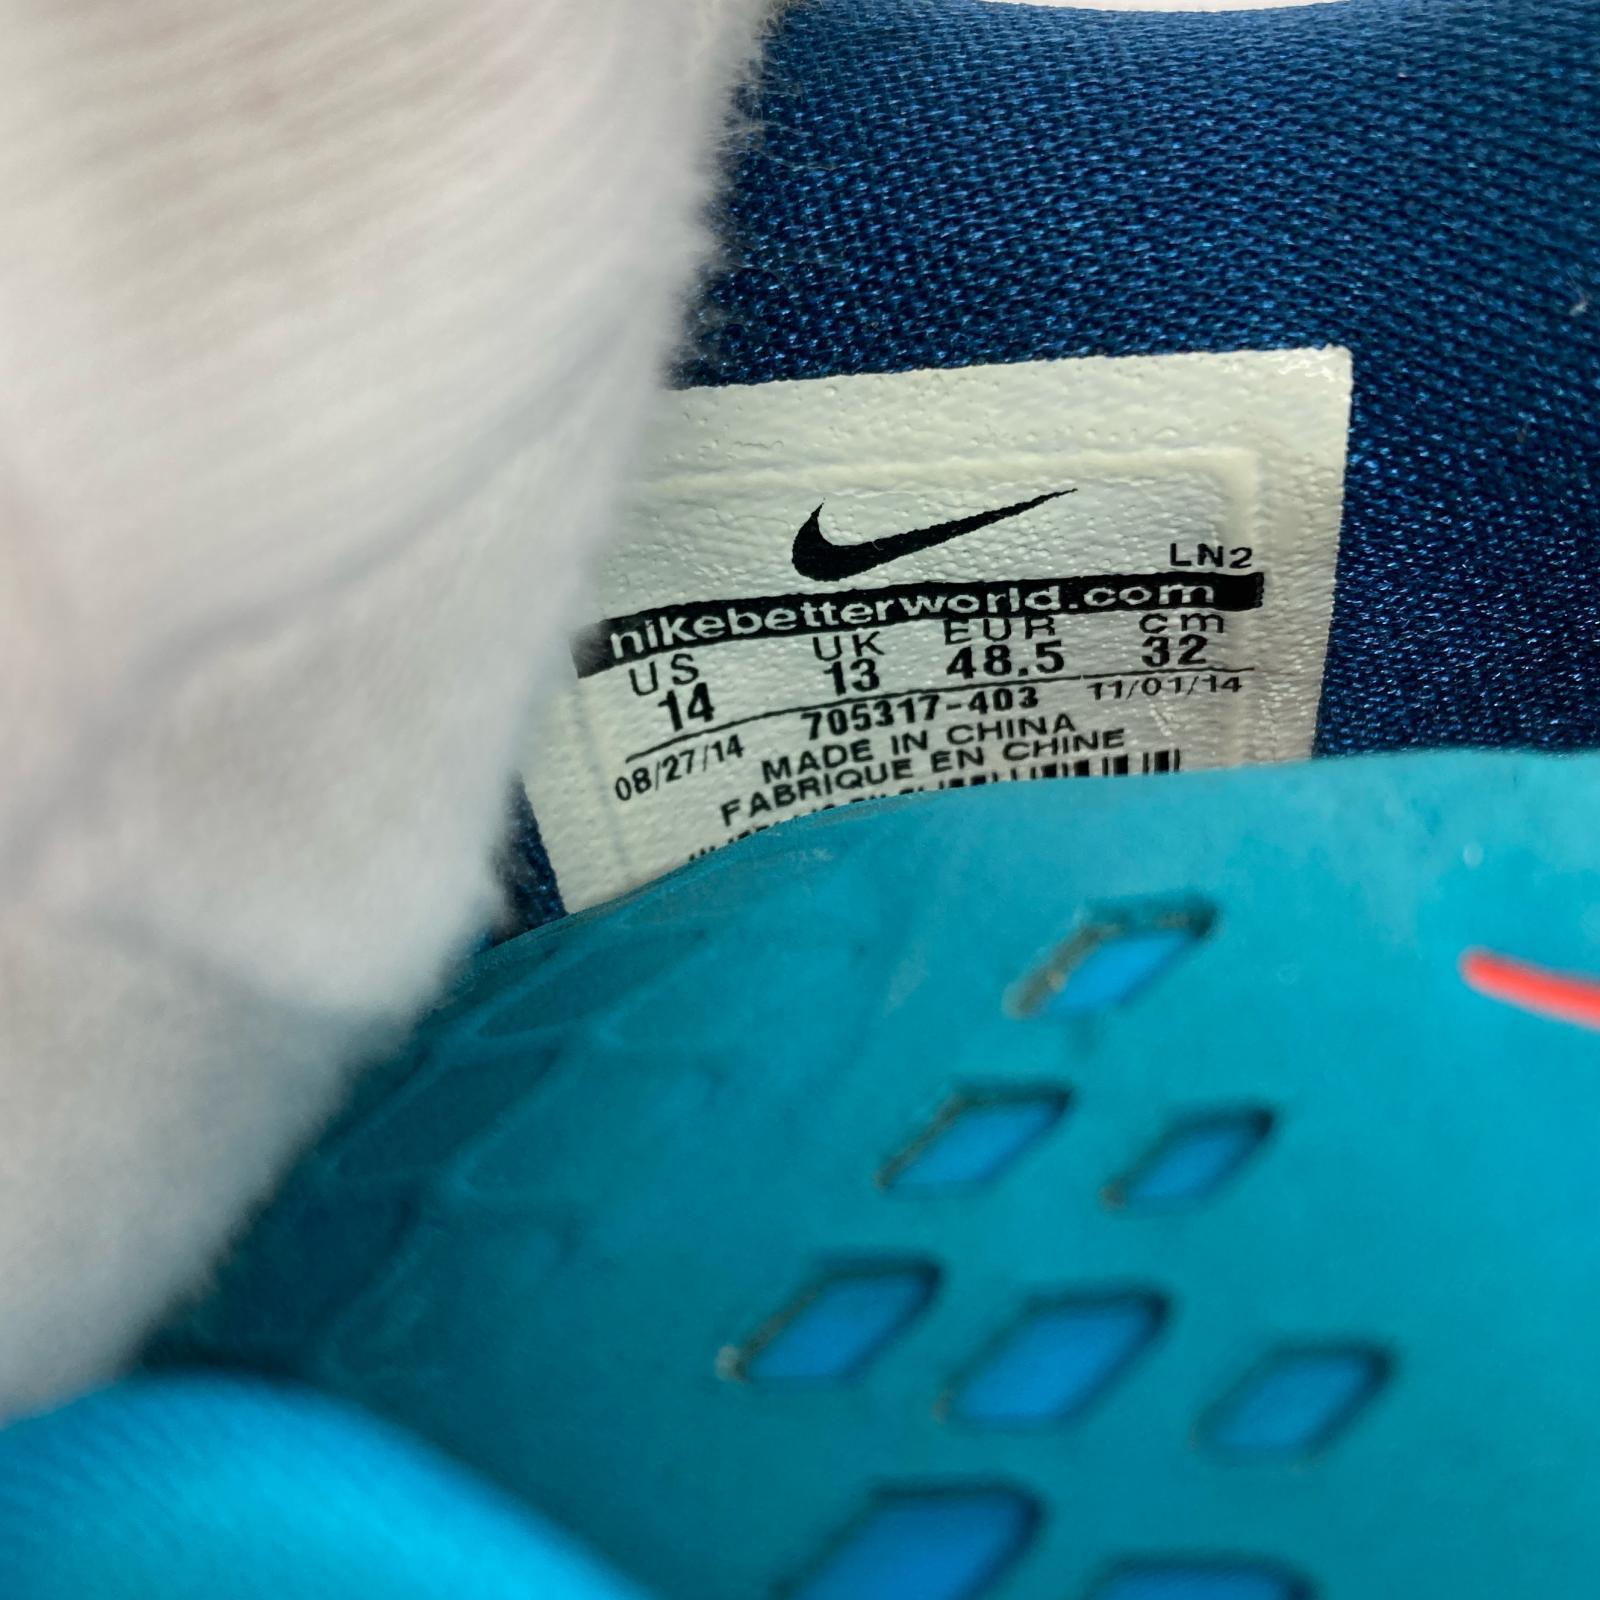 LN2
nikebetterworld.com
US UK EUR cm
14 13 48.5 32
08/27/14 705317-403 11/01/14
MADE IN CHINA
FABRIQUE EN CHINE